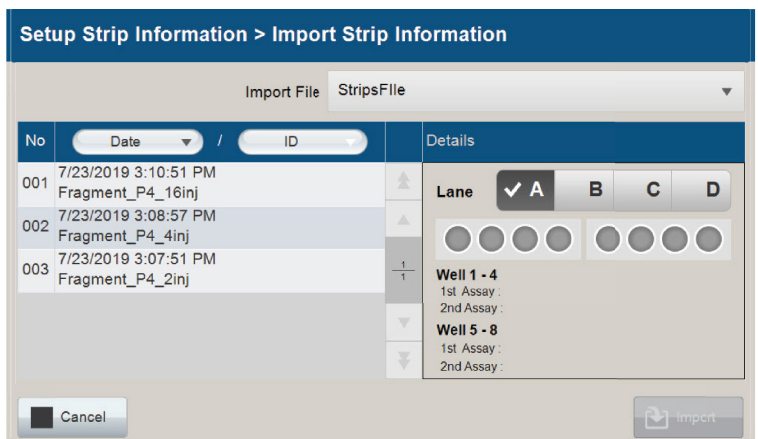 Setup Strip Information > Import Strip Information
Import File StripsFIle
No Date / ID Details
001 7/23/2019 3:10:51 PM
Fragment_P4_16inj
002 7/23/2019 3:08:57 PM
Fragment_P4_4inj
003 7/23/2019 3:07:51 PM
Fragment_P4_2inj
1
1
Lane A B C D
Well 1 - 4
1st Assay :
2nd Assay :
Well 5 - 8
1st Assay :
2nd Assay :
Cancel Import